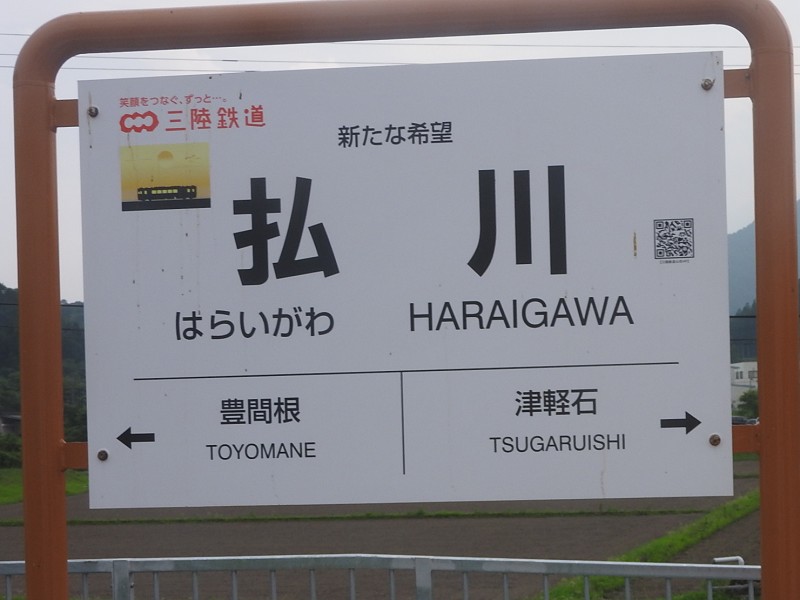 笑顔をつなぐ、ずっと…。
三陸鉄道
新たな希望
払川
はらいがわ HARAIGAWA
豊間根
TOYOMANE
津軽石
TSUGARUISHI